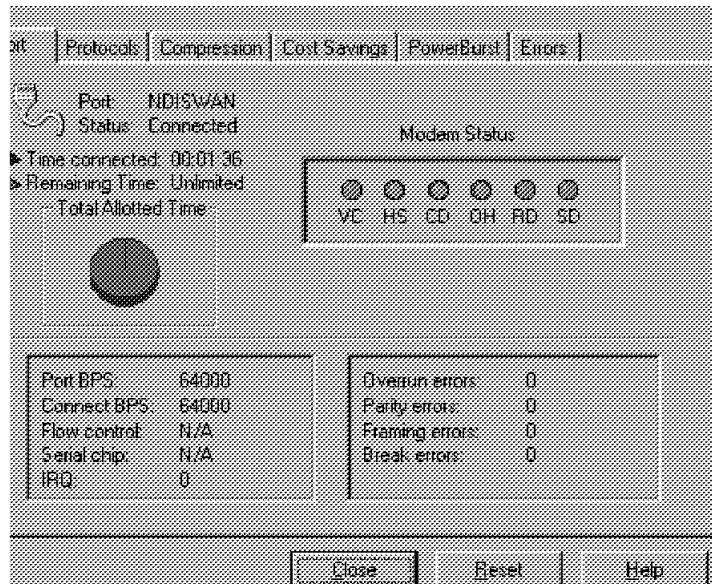 ort Protocols Compression Cost Savings PowerBurst Errors
Port: NDISWAN
Status: Connected
Time connected: 00:01:36
Remaining Time: Unlimited
Total Allotted Time
Modem Status
VC HS CD OH RD SD
Port BPS: 64000
Connect BPS: 64000
Flow control: N/A
Serial chip: N/A
IRQ: 0
Overrun errors: 0
Parity errors: 0
Framing errors: 0
Break errors: 0
Close Reset Help